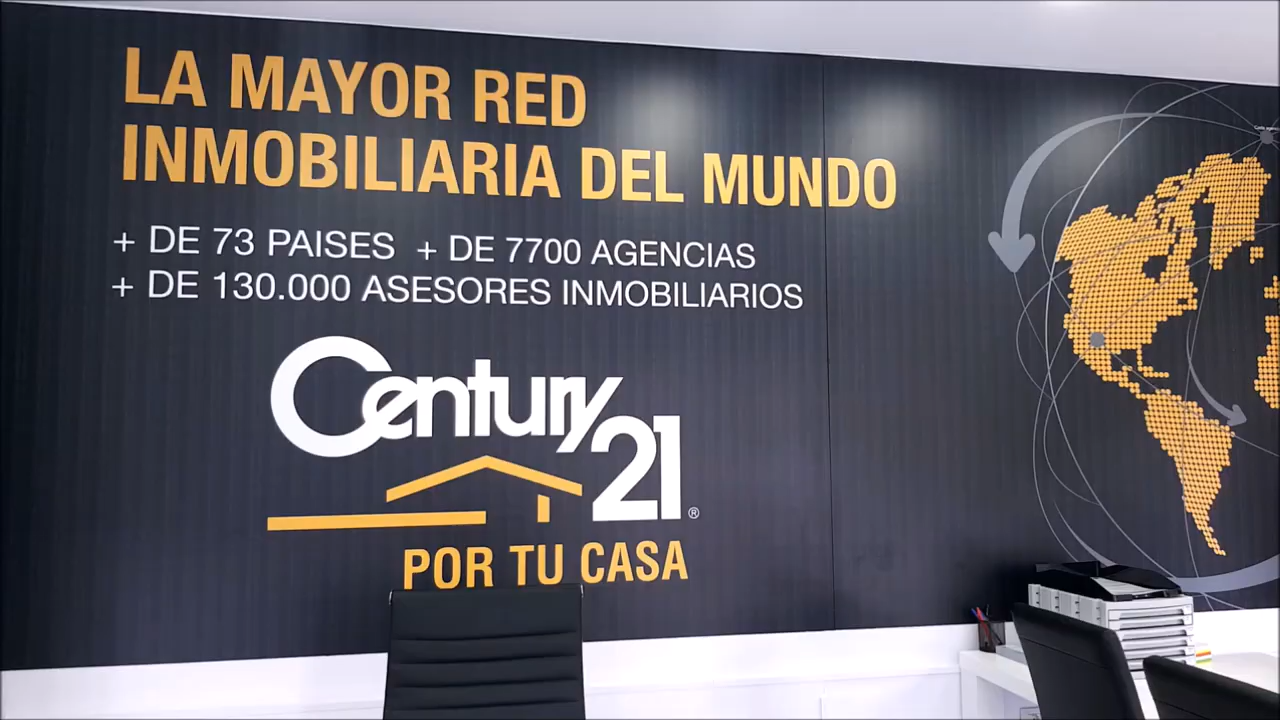 LA MAYOR RED
INMOBILIARIA DEL MUNDO
+ DE 73 PAISES + DE 7700 AGENCIAS
+ DE 130.000 ASESORES INMOBILIARIOS
Century
21®
POR TU CASA